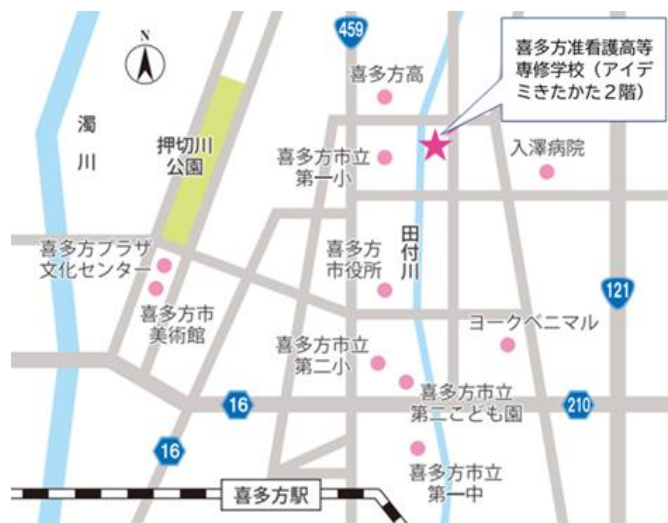 459
喜多方准看護高等
専修学校（アイデ
ミきたかた２階）
N
喜多方高
濁
川
押切川
公園
喜多方市立
第一小
入澤病院
田
付
川
喜多方プラザ
文化センター
喜多方
市役所
121
喜多方市
美術館
ヨークベニマル
喜多方市立
第二小
喜多方市立
第二こども園
16
210
16
喜多方市立
第一中
喜多方駅